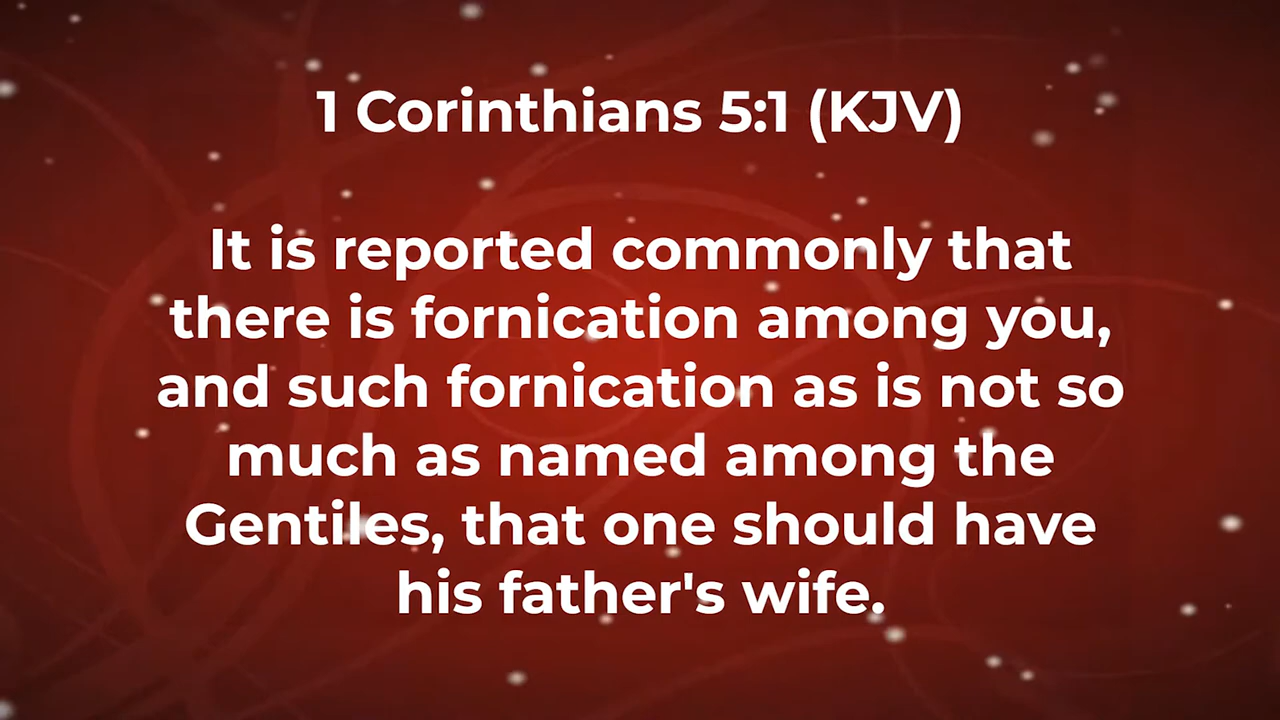 1 Corinthians 5:1 (KJV)
It is reported commonly that
there is fornication among you,
and such fornication as is not so
much as named among the
Gentiles, that one should have
his father's wife.